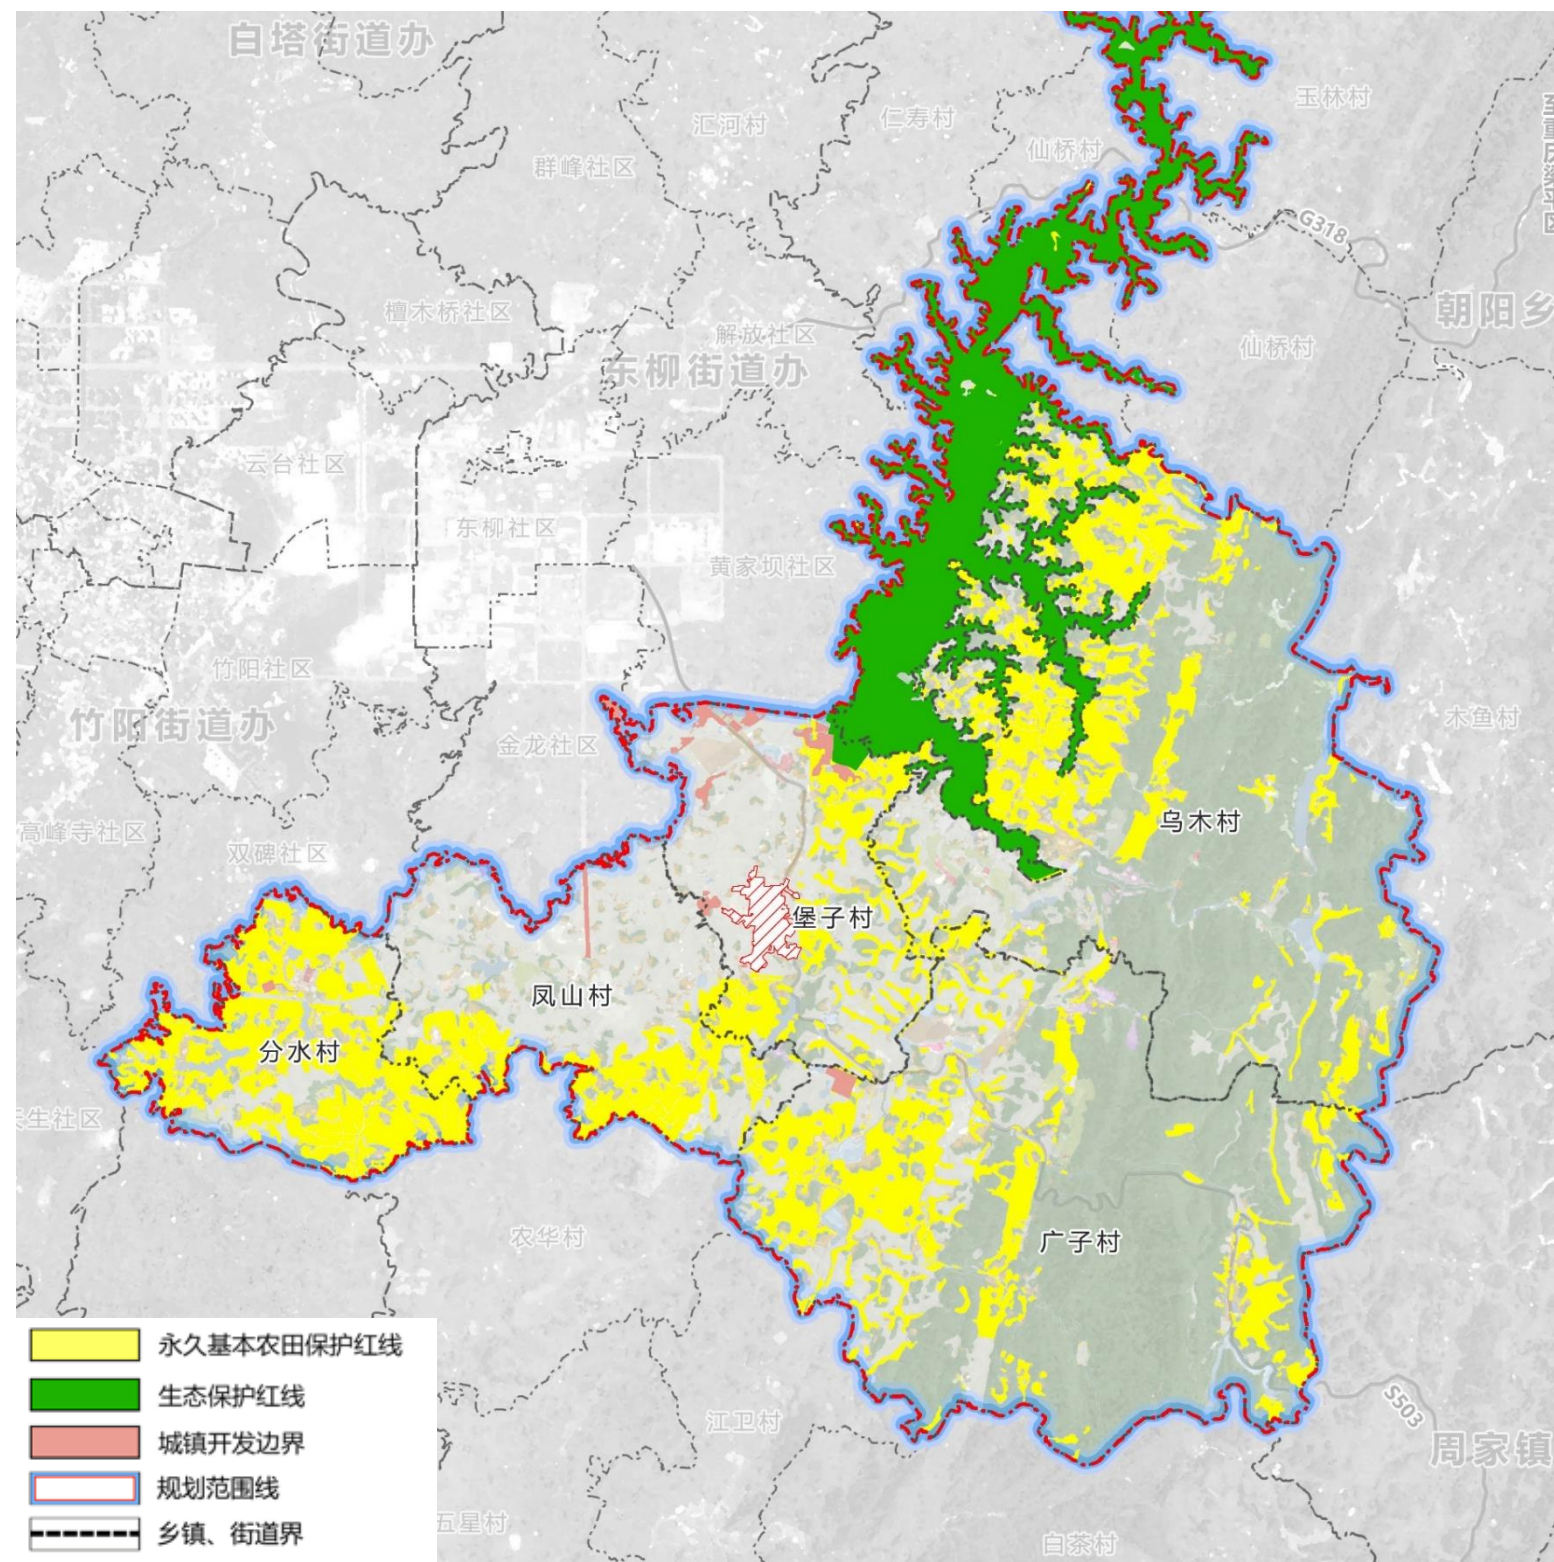 白塔街道办
玉林村
汇河村
仁寿村
仙桥村
群峰社区
G318
檀木桥社区
朝阳乡
解放社区
仙桥村
东柳街道办
云台社区
东柳社区
黄家坝社区
竹阳社区
竹阳街道办
木鱼村
金龙社区
乌木村
高峰寺社区
双碑社区
堡子村
凤山村
分水村
生社区
农华村
广子村
S503
江卫村
周家镇
五星村
白茶村
永久基本农田保护红线
生态保护红线
城镇开发边界
规划范围线
乡镇、街道界